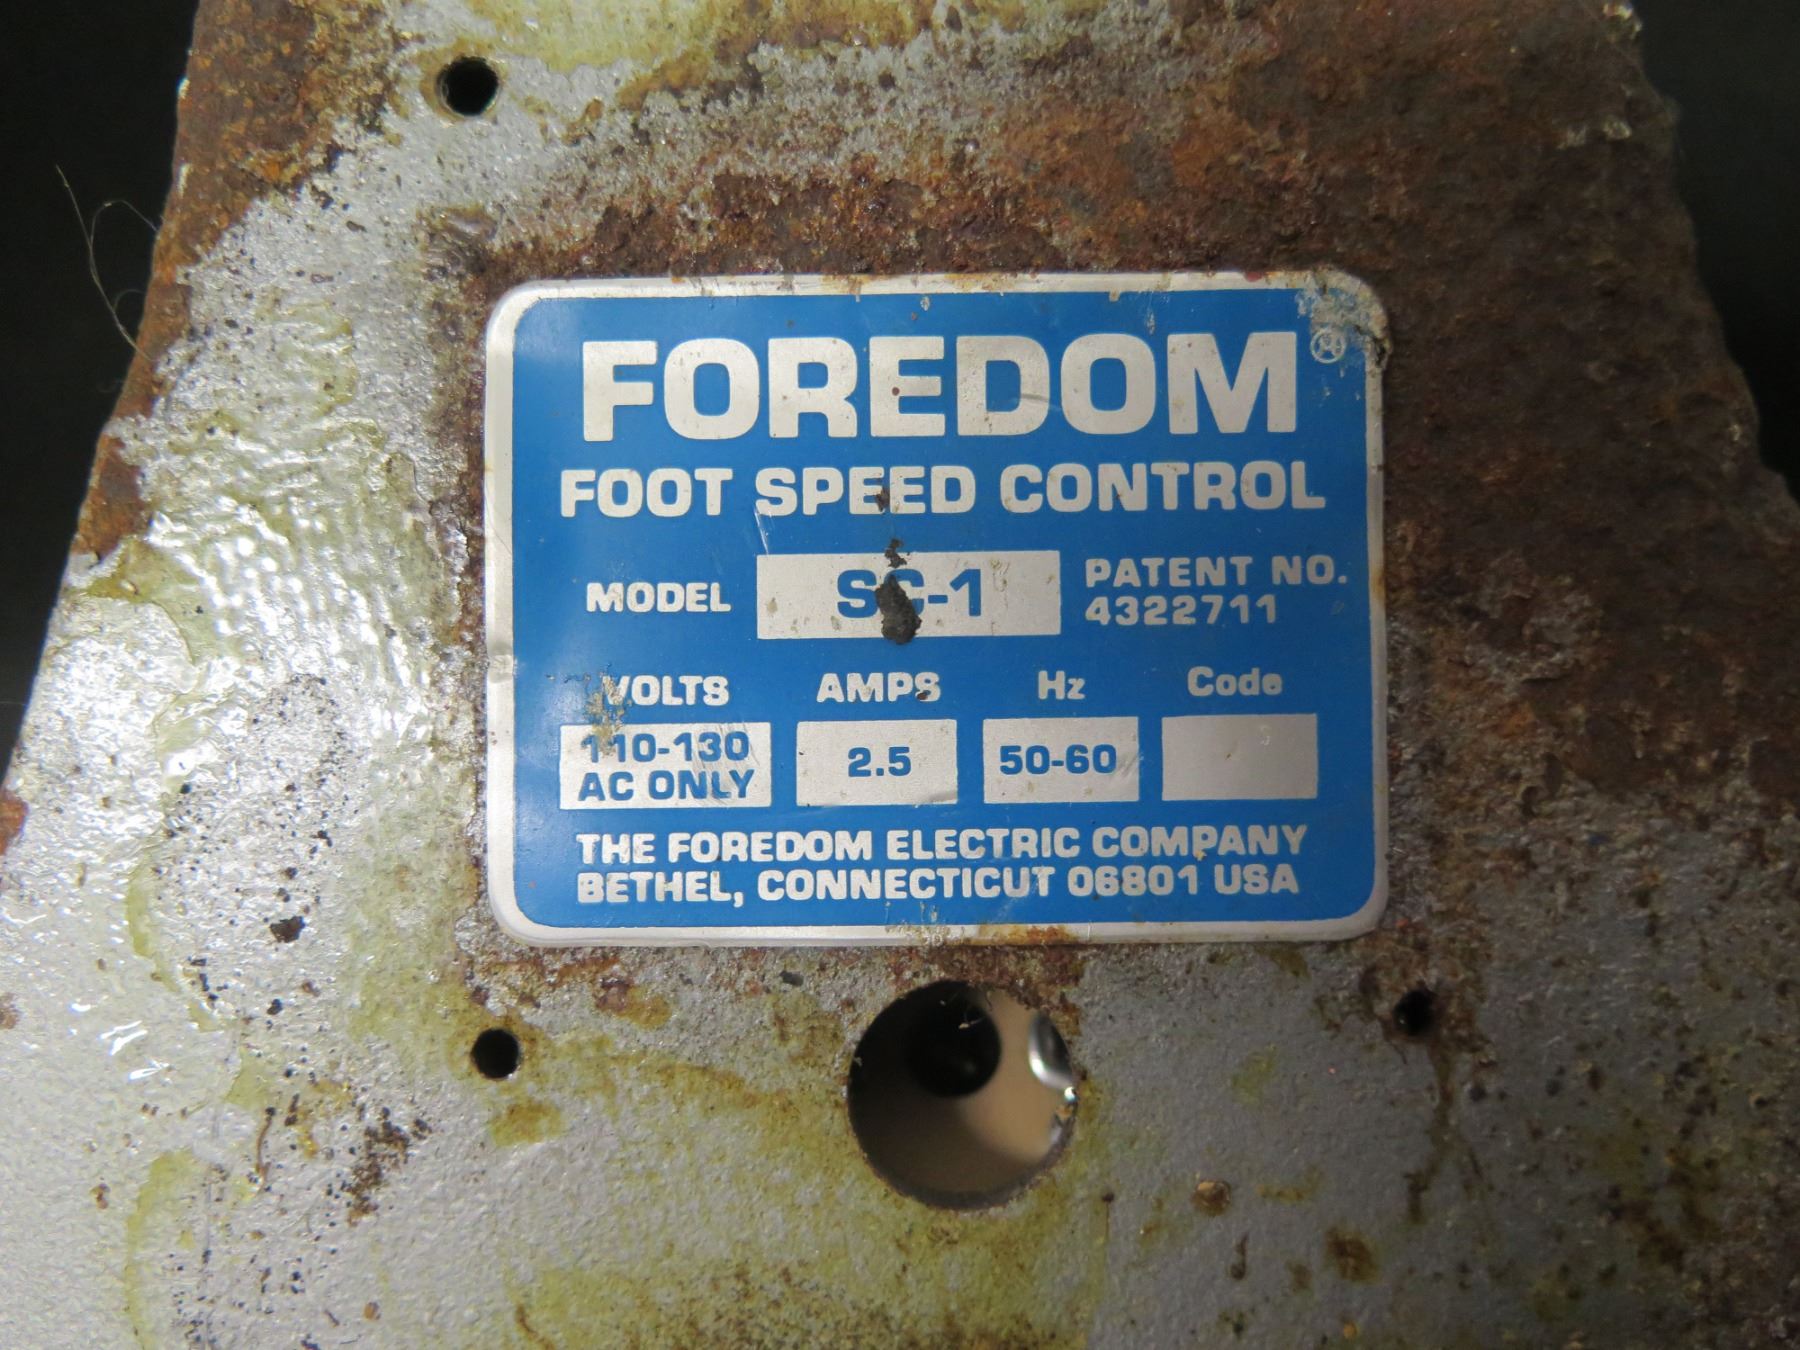 FOREDOM ®
FOOT SPEED CONTROL
MODEL SC-1 PATENT NO.
4322711
VOLTS AMPS Hz Code
110-130
AC ONLY 2.5 50-60
THE FOREDOM ELECTRIC COMPANY
BETHEL, CONNECTICUT 06801 USA